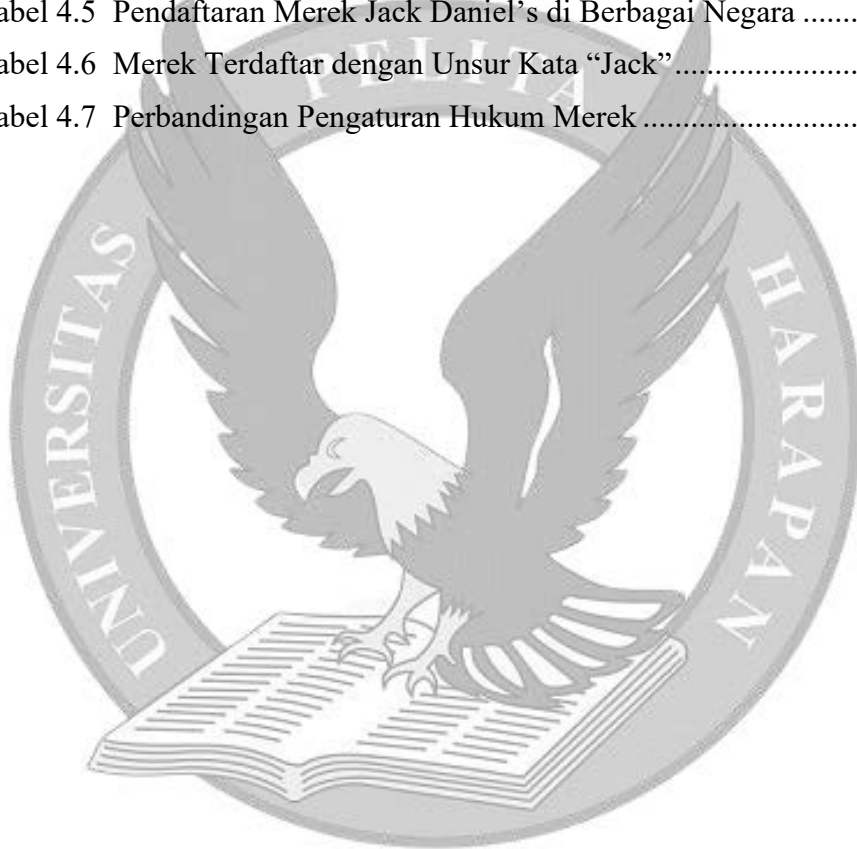 abel 4.5 Pendaftaran Merek Jack Daniel’s di Berbagai Negara .......
abel 4.6 Merek Terdaftar dengan Unsur Kata “Jack”........................
abel 4.7 Perbandingan Pengaturan Hukum Merek ............................
UNIVERSITAS PELITA HARAPAN